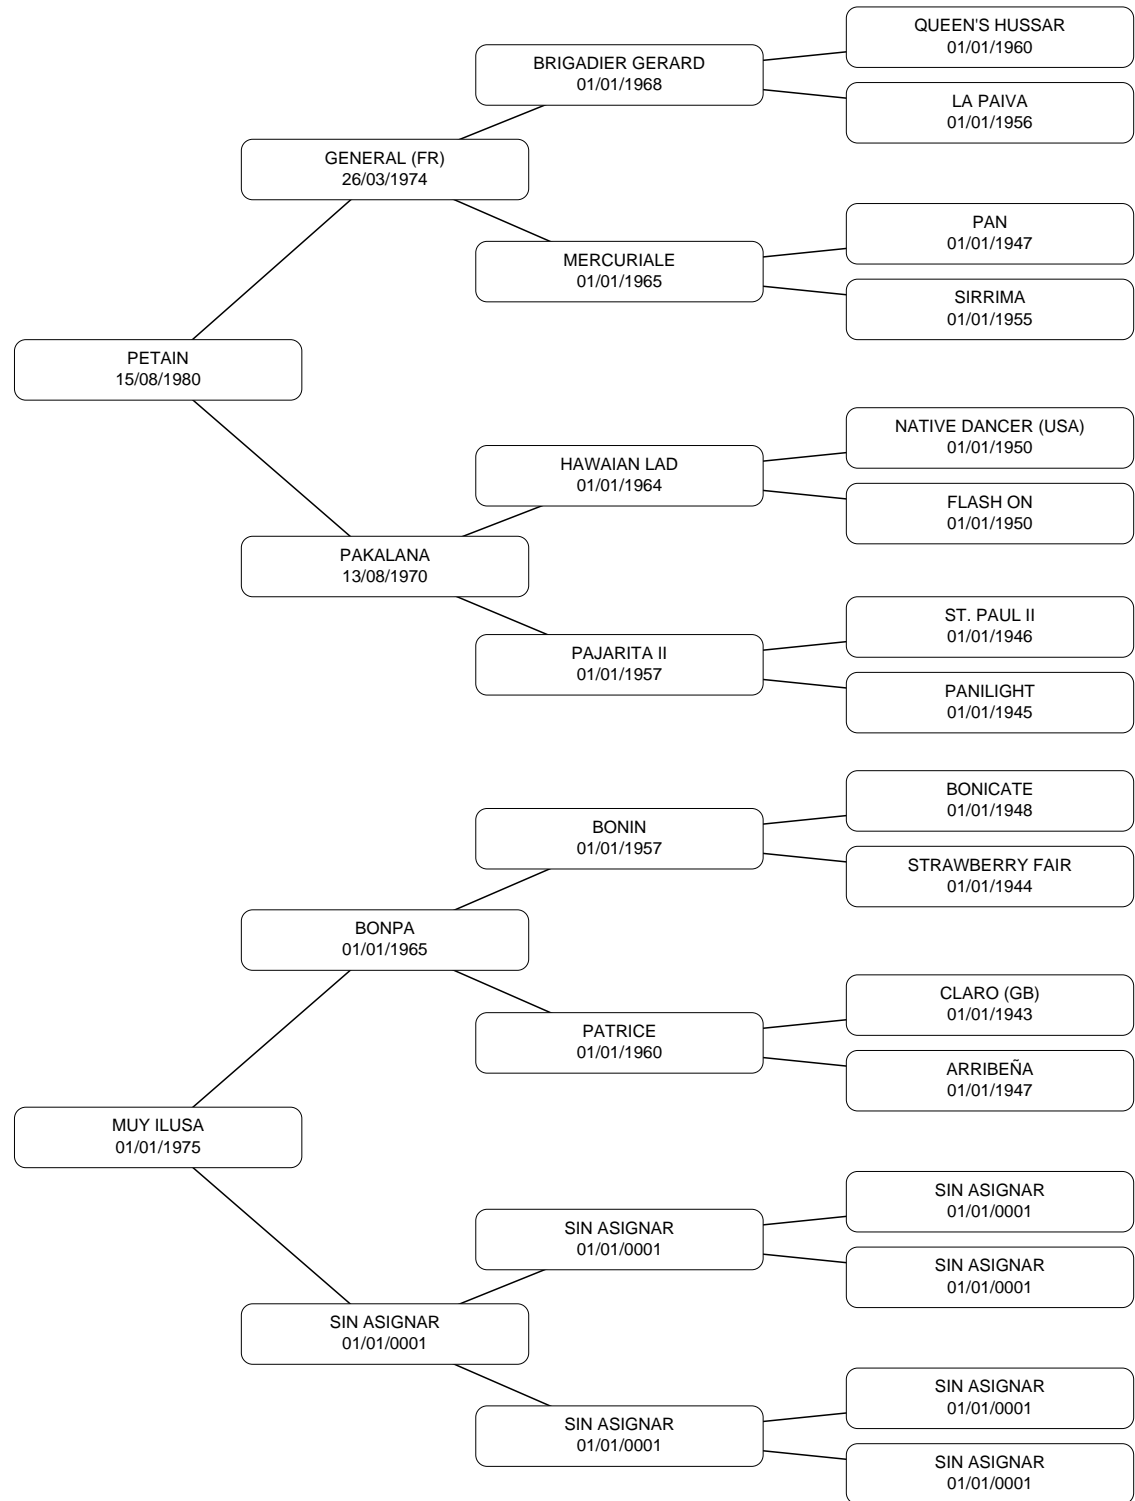 QUEEN'S HUSSAR
01/01/1960
BRIGADIER GERARD
01/01/1968
LA PAIVA
01/01/1956
GENERAL (FR)
26/03/1974
PAN
01/01/1947
MERCURIALE
01/01/1965
SIRRIMA
01/01/1955
PETAIN
15/08/1980
NATIVE DANCER (USA)
01/01/1950
HAWAIAN LAD
01/01/1964
FLASH ON
01/01/1950
PAKALANA
13/08/1970
ST. PAUL II
01/01/1946
PAJARITA II
01/01/1957
PANILIGHT
01/01/1945
BONICATE
01/01/1948
BONIN
01/01/1957
STRAWBERRY FAIR
01/01/1944
BONPA
01/01/1965
CLARO (GB)
01/01/1943
PATRICE
01/01/1960
ARRIBEÑA
01/01/1947
MUY ILUSA
01/01/1975
SIN ASIGNAR
01/01/0001
SIN ASIGNAR
01/01/0001
SIN ASIGNAR
01/01/0001
SIN ASIGNAR
01/01/0001
SIN ASIGNAR
01/01/0001
SIN ASIGNAR
01/01/0001
SIN ASIGNAR
01/01/0001